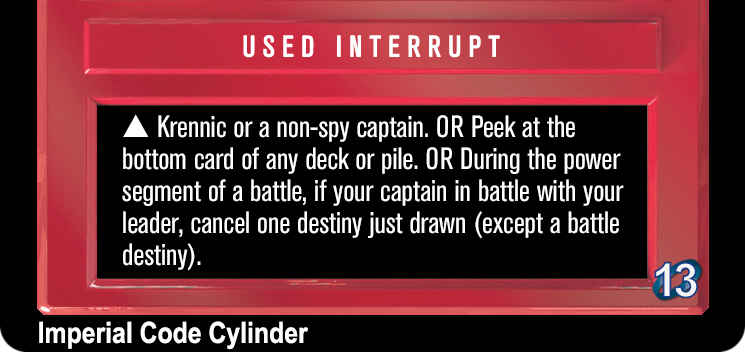 USED INTERRUPT
▲ Krennic or a non-spy captain. OR Peek at the
bottom card of any deck or pile. OR During the power
segment of a battle, if your captain in battle with your
leader, cancel one destiny just drawn (except a battle
destiny).
13
Imperial Code Cylinder